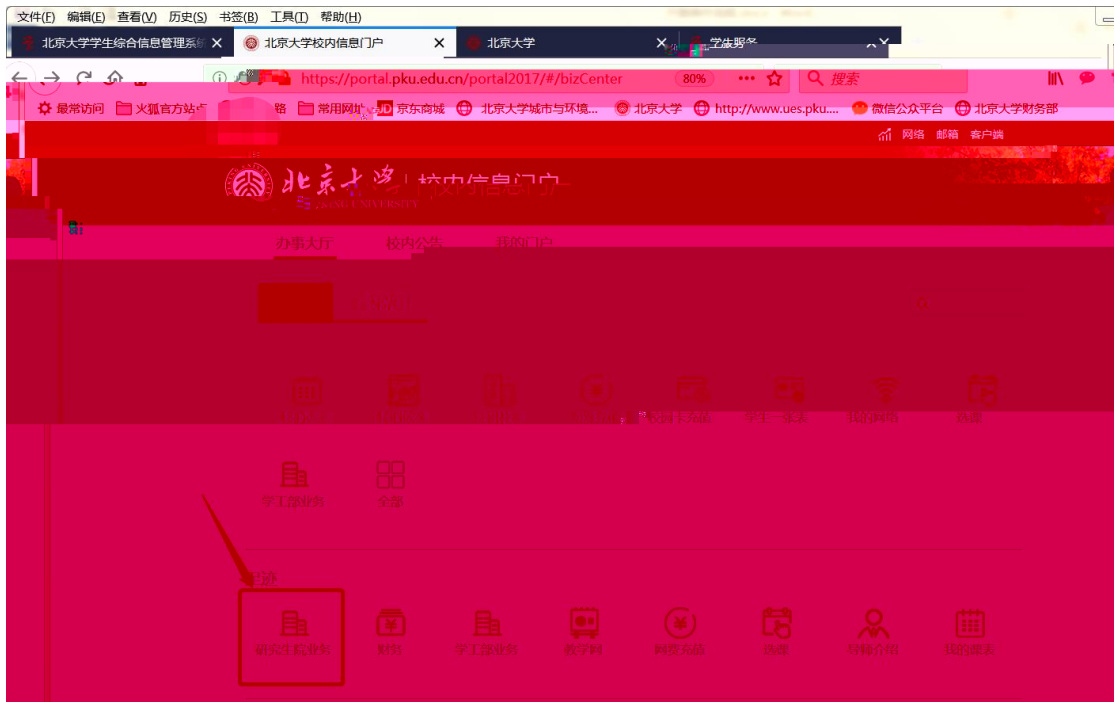 文件(F) 编辑(E) 查看(V) 历史(S) 书签(B) 工具(T) 帮助(H)
北京大学学生综合信息管理系统 北京大学校内信息门户 北京大学
https://portal.pku.edu.cn/portal2017/#/bizCenter 80% 搜索
最常访问 火狐官方站点 常用网址 京东商城 北京大学城市与环境... 北京大学 http://www.ues.pku.... 微信公众平台 北京大学财务部
网络 邮箱 客户端
北京大学 校内信息门户
办事大厅 校内公告 我的门户
校园卡充值 学生一张表 我的网络 选课
学工部业务 全部
足迹
研究生院业务 财务 学工部业务 教学网 网费充值 选课 导师介绍 我的课表